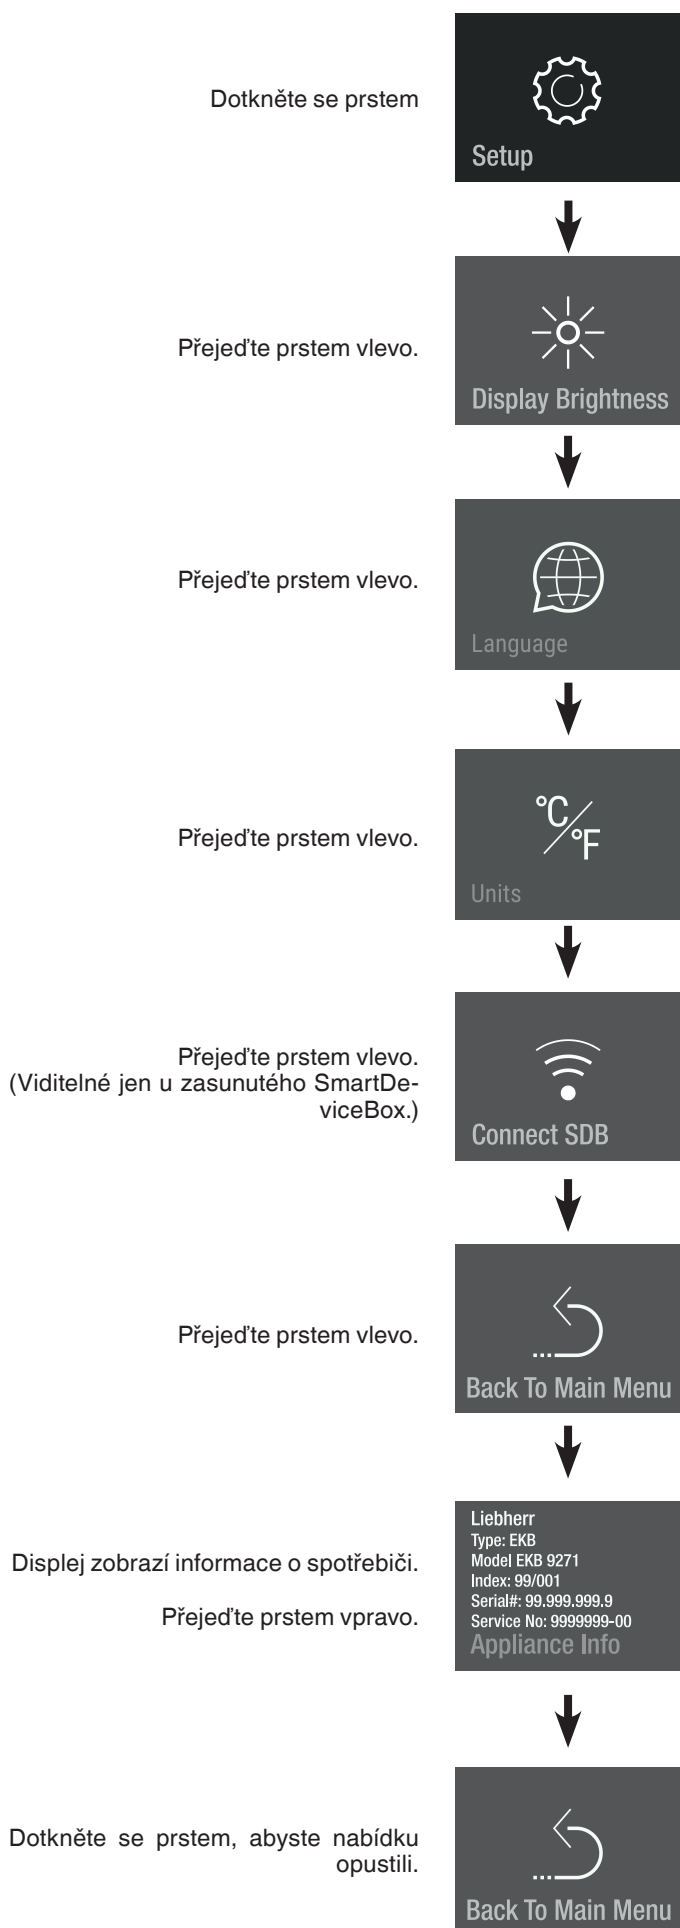 Dotkněte se prstem
Setup
Přejeďte prstem vlevo.
Display Brightness
Přejeďte prstem vlevo.
Language
Přejeďte prstem vlevo.
°C/°F
Units
Přejeďte prstem vlevo.
(Viditelné jen u zasunutého SmartDe-
viceBox.)
Connect SDB
Přejeďte prstem vlevo.
Back To Main Menu
Displej zobrazí informace o spotřebiči.
Přejeďte prstem vpravo.
Liebherr
Type: EKB
Model EKB 9271
Index: 99/001
Serial#: 99.999.999.9
Service No: 9999999-00
Appliance Info
Dotkněte se prstem, abyste nabídku
opustili.
Back To Main Menu